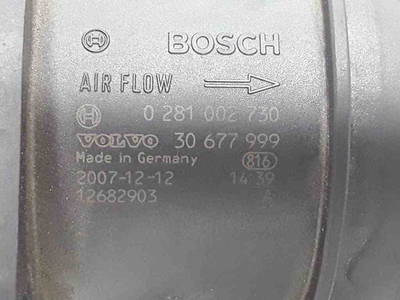 BOSCH
AIR FLOW
0 281 002 730
VOLVO 30 677 999
Made in Germany 816
2007-12-12 14:39
12682903 A